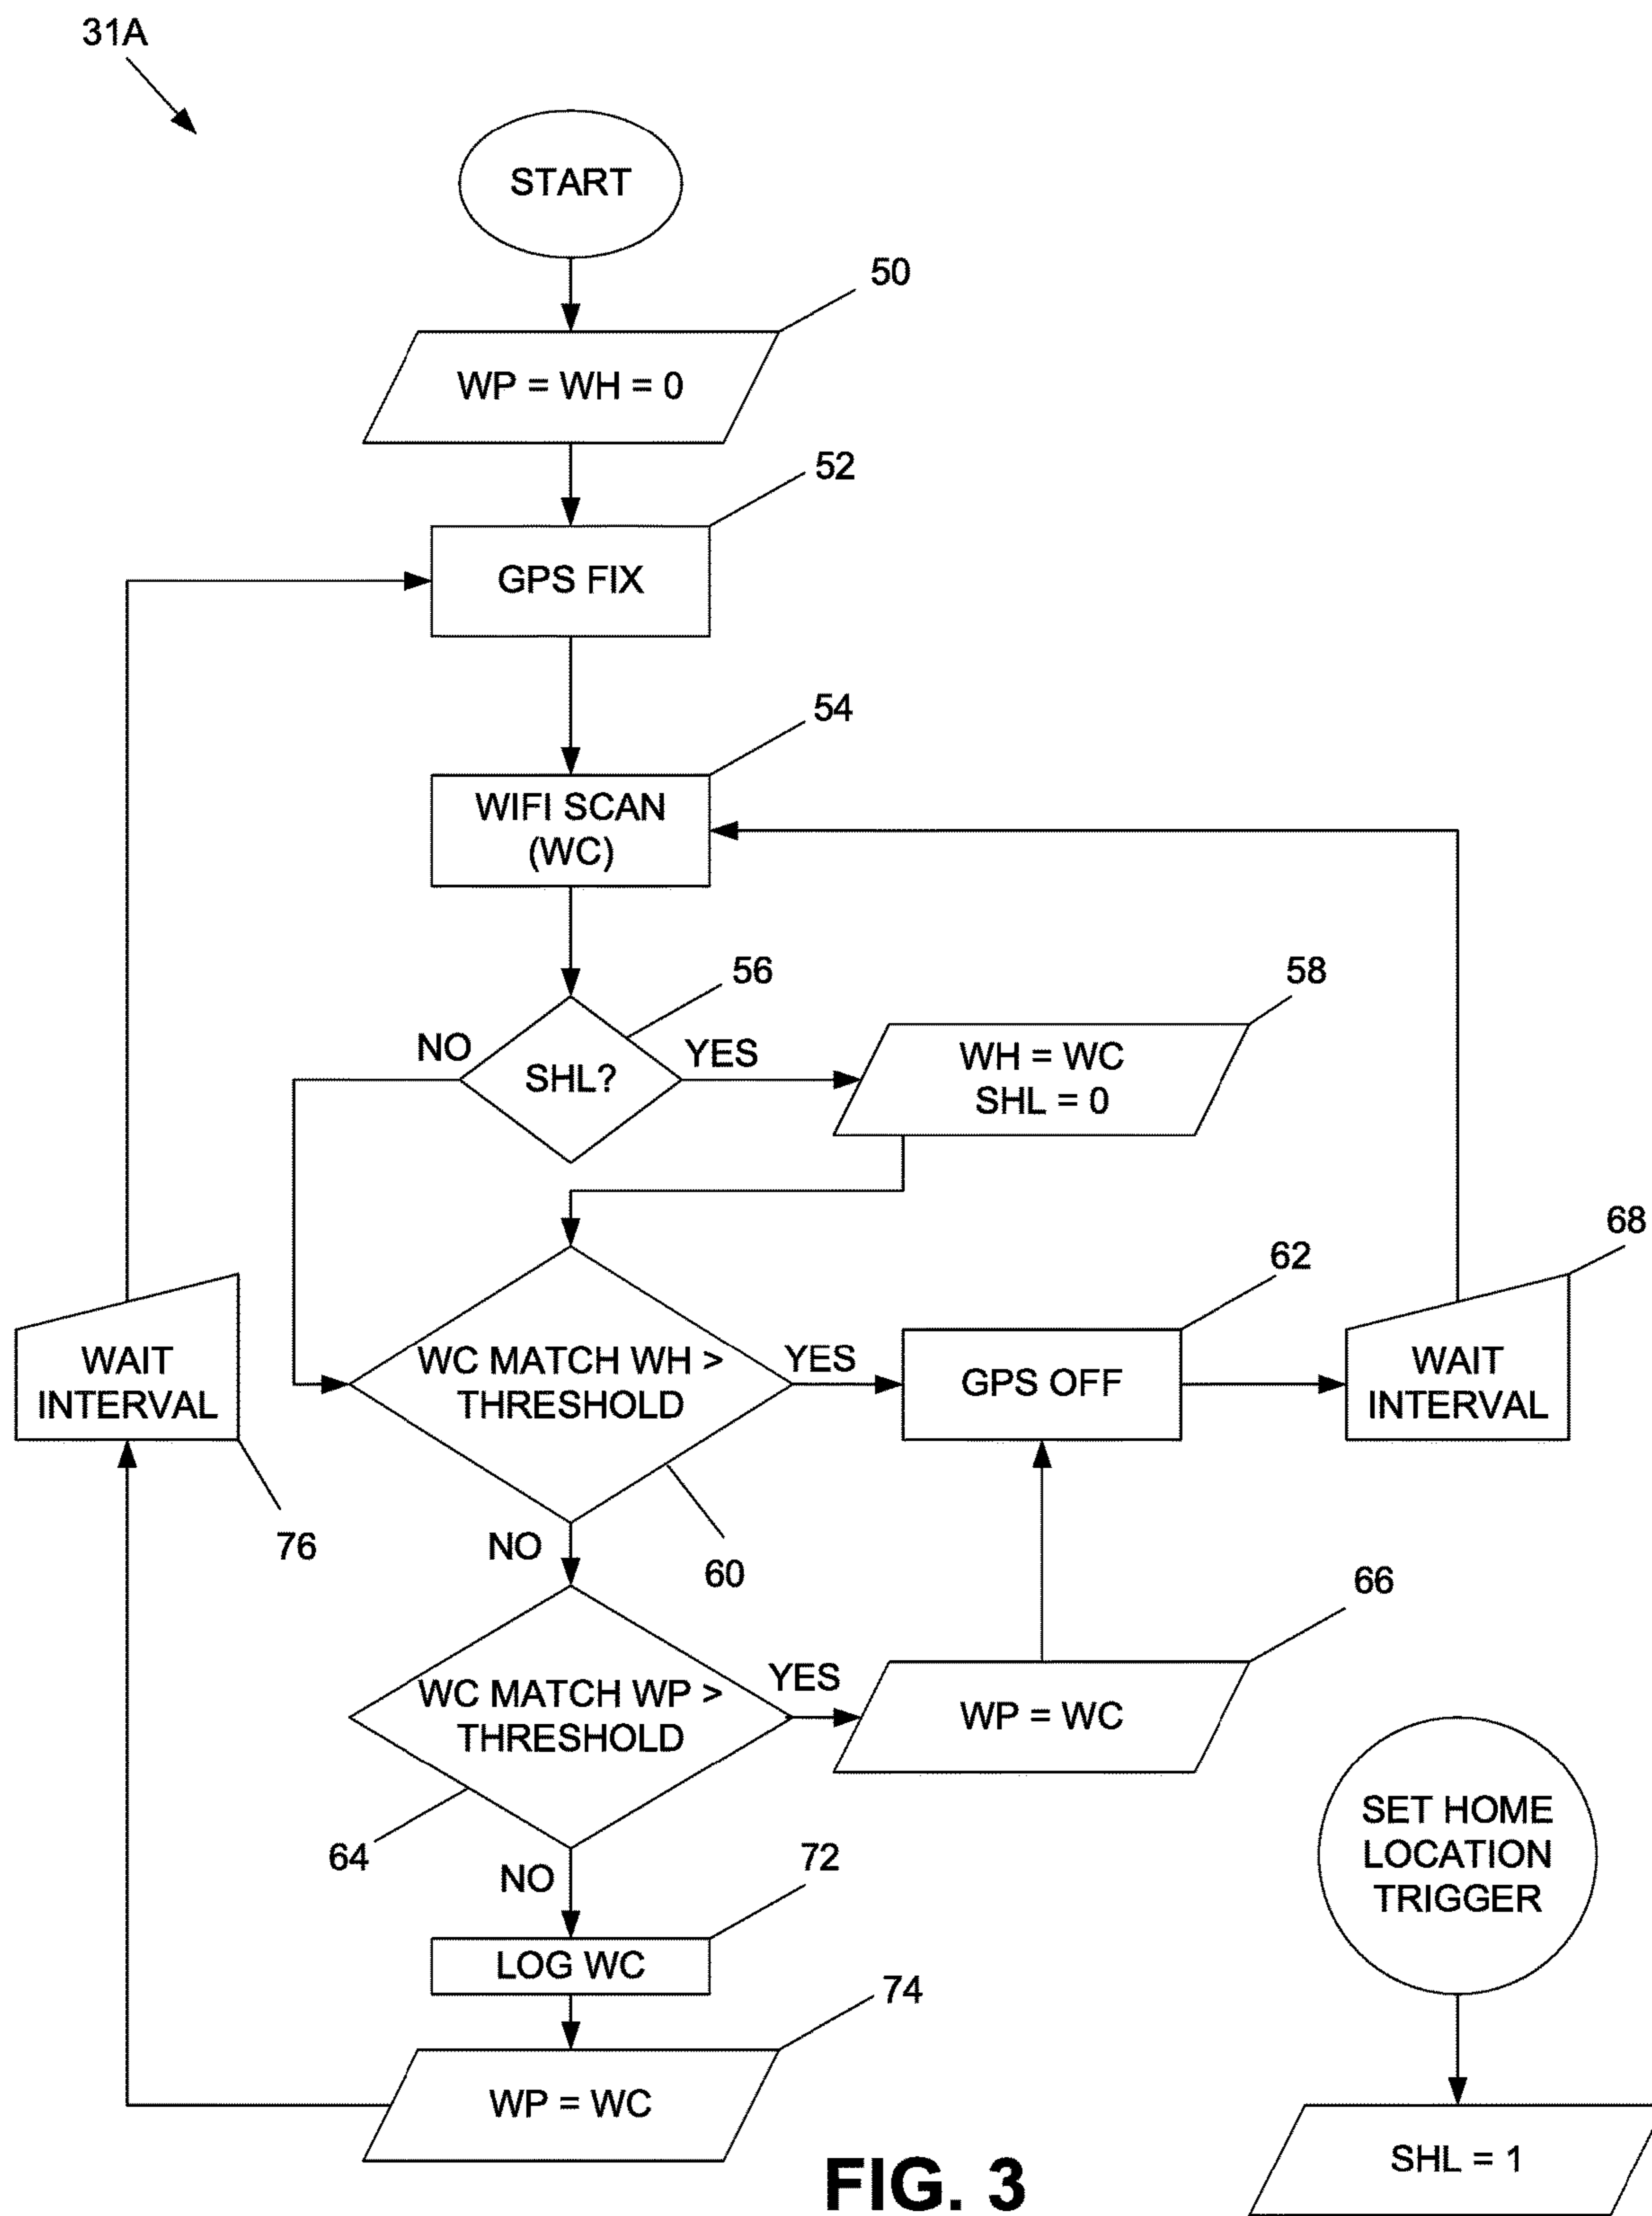 31A
START
50
WP = WH = 0
52
GPS FIX
54
WIFI SCAN
(WC)
56
58
NO
YES
SHL?
WH = WC
SHL = 0
68
62
WAIT
INTERVAL
WC MATCH WH >
THRESHOLD
YES
GPS OFF
WAIT
INTERVAL
76
NO
60
66
WC MATCH WP >
THRESHOLD
YES
WP = WC
64
NO
72
SET HOME
LOCATION
TRIGGER
LOG WC
74
WP = WC
SHL = 1
FIG. 3